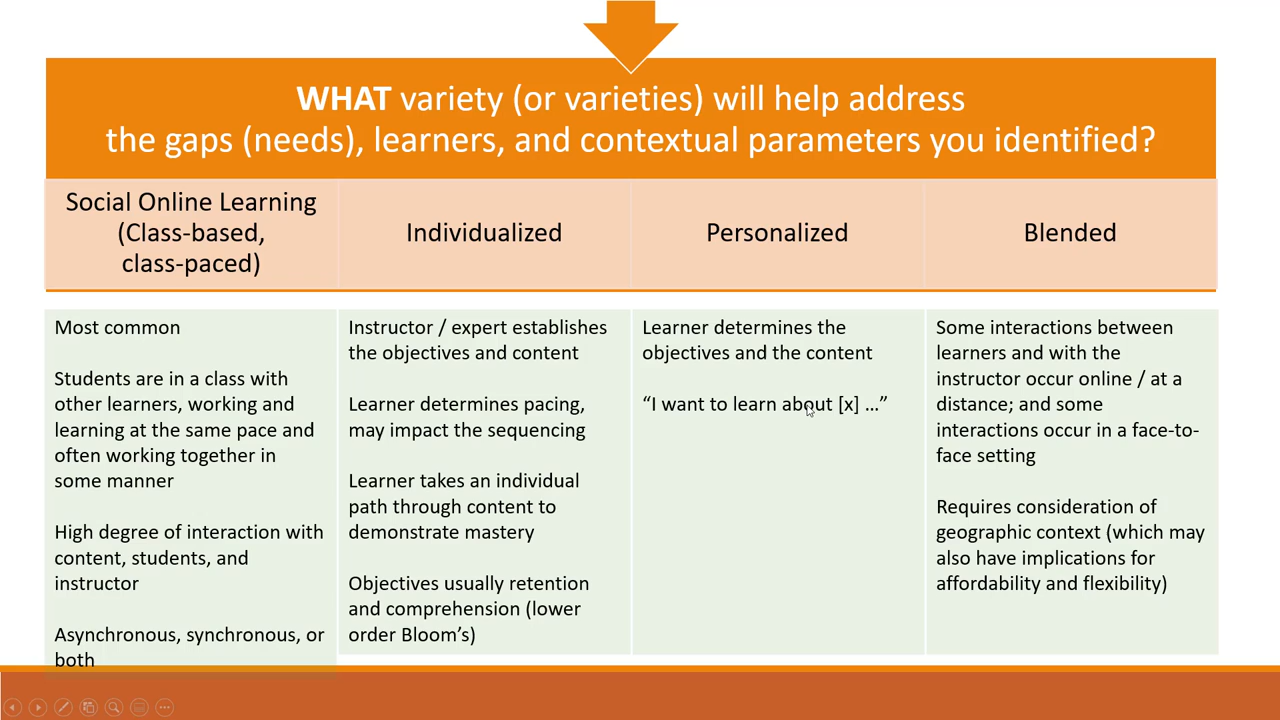 WHAT variety (or varieties) will help address
the gaps (needs), learners, and contextual parameters you identified?
Social Online Learning
(Class-based,
class-paced)
Individualized
Personalized
Blended
Most common
Students are in a class with
other learners, working and
learning at the same pace and
often working together in
some manner
High degree of interaction with
content, students, and
instructor
Asynchronous, synchronous, or
both
Instructor / expert establishes
the objectives and content
Learner determines pacing,
may impact the sequencing
Learner takes an individual
path through content to
demonstrate mastery
Objectives usually retention
and comprehension (lower
order Bloom’s)
Learner determines the
objectives and the content
“I want to learn about [x] …”
Some interactions between
learners and with the
instructor occur online / at a
distance; and some
interactions occur in a face-to-
face setting
Requires consideration of
geographic context (which may
also have implications for
affordability and flexibility)